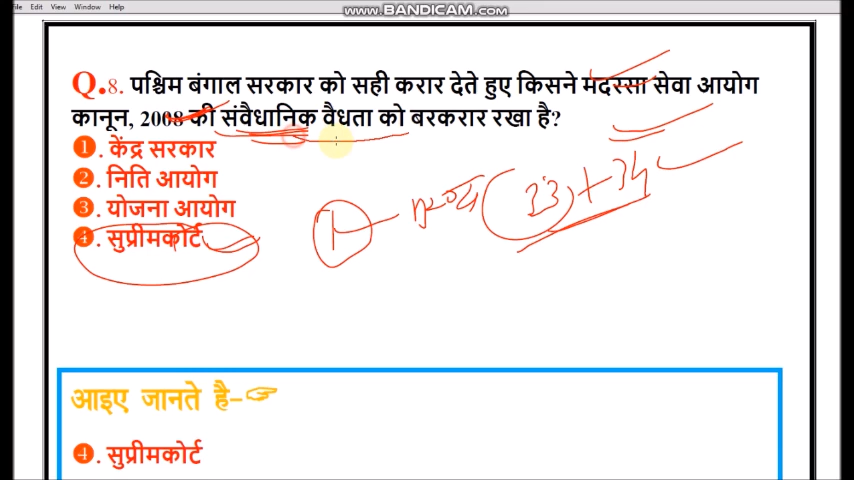 File Edit View Window Help
www.BANDICAM.com
Q.8. पश्चिम बंगाल सरकार को सही करार देते हुए किसने मदरसा सेवा आयोग
कानून, 2008 की संवैधानिक वैधता को बरकरार रखा है?
1. केंद्र सरकार
2. निति आयोग
3. योजना आयोग
4. सुप्रीमकोर्ट
आइए जानते है-
4. सुप्रीमकोर्ट